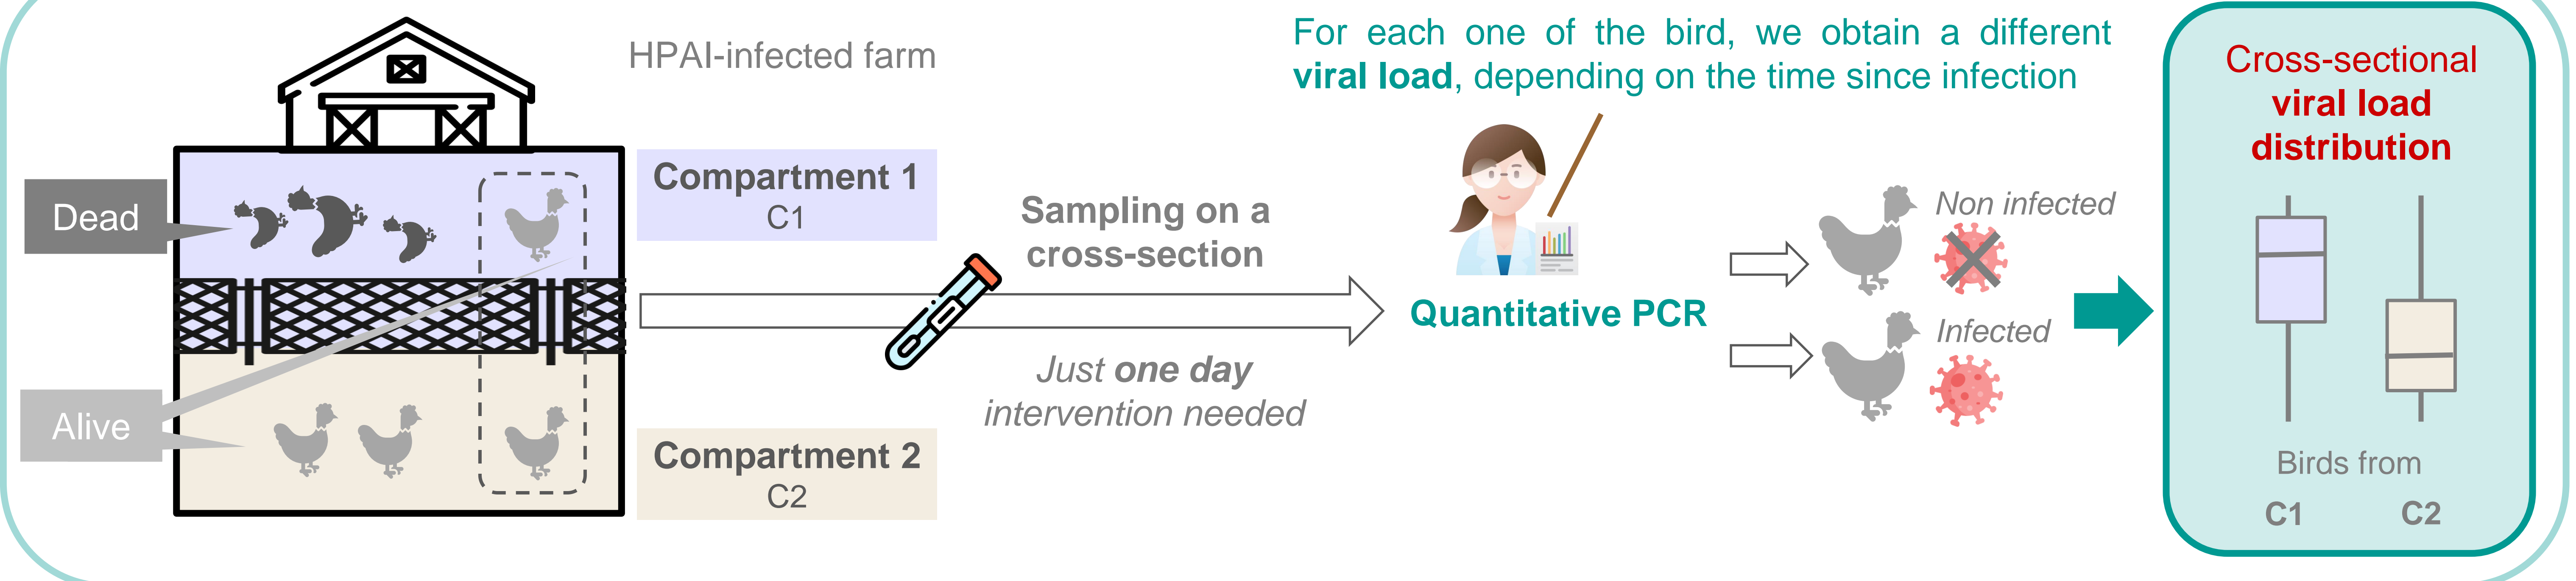 HPAI-infected farm
Dead
Alive
Compartment 1
C1
Compartment 2
C2
Sampling on a
cross-section
Just one day
intervention needed
For each one of the bird, we obtain a different
viral load, depending on the time since infection
Quantitative PCR
Non infected
Infected
Cross-sectional
viral load
distribution
Birds from
C1 C2